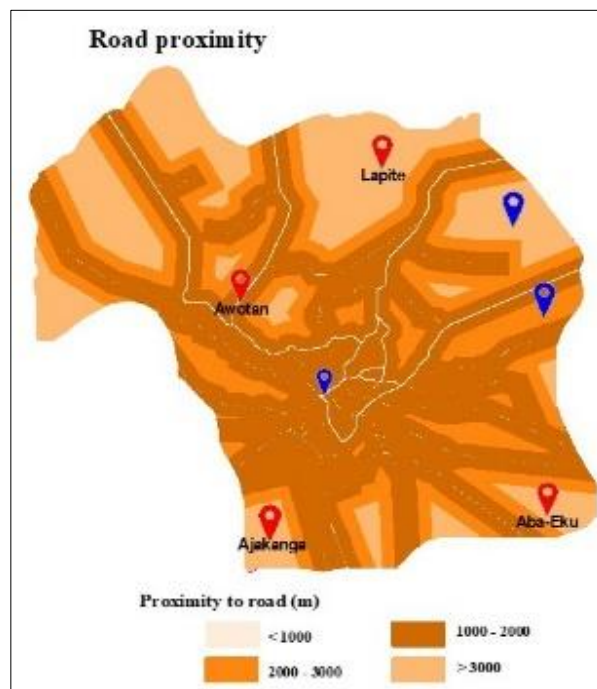 Road proximity
Lapite
Awotan
Ajakanga
Aba-Eku
Proximity to road (m)
< 1000
1000 - 2000
2000 - 3000
> 3000